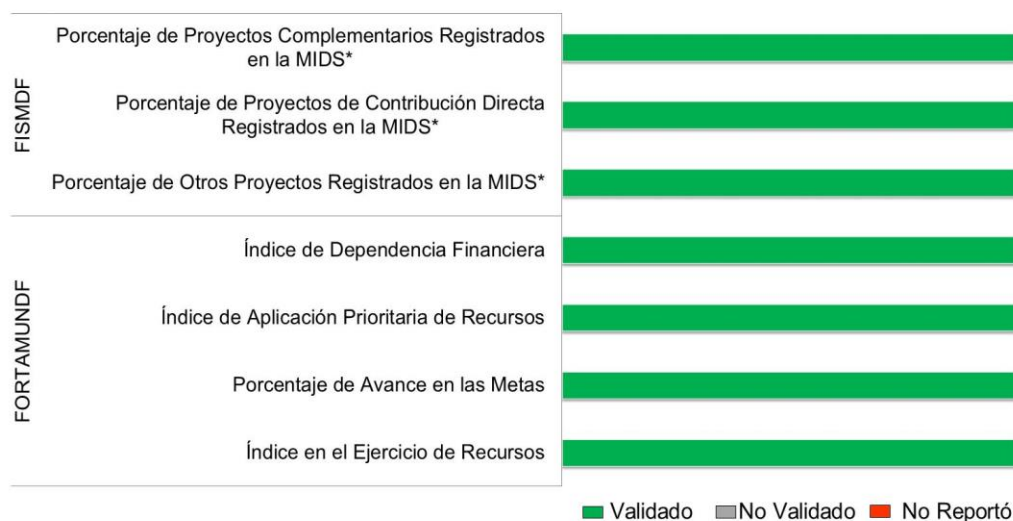 FISMDF
Porcentaje de Proyectos Complementarios Registrados
en la MIDS*
Porcentaje de Proyectos de Contribución Directa
Registrados en la MIDS*
Porcentaje de Otros Proyectos Registrados en la MIDS*
FORTAMUNDF
Índice de Dependencia Financiera
Índice de Aplicación Prioritaria de Recursos
Porcentaje de Avance en las Metas
Índice en el Ejercicio de Recursos
Validado No Validado No Reportó